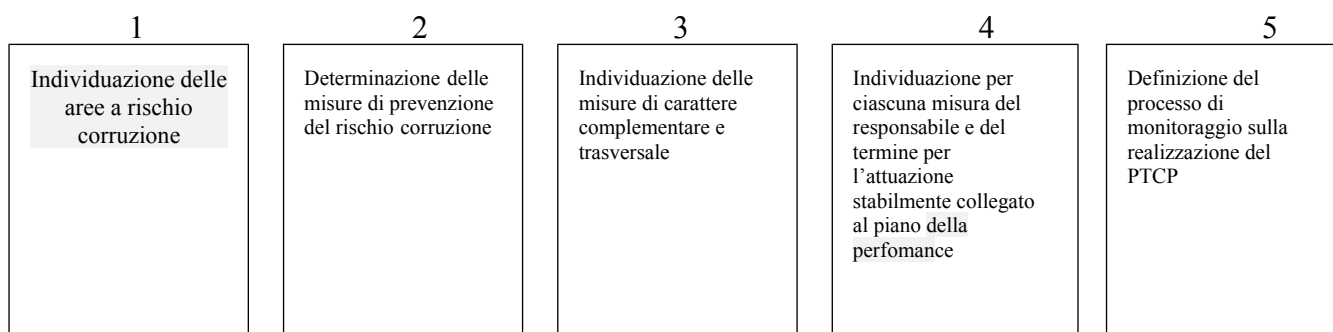 1
Individuazione delle
aree a rischio
corruzione
2
Determinazione delle
misure di prevenzione
del rischio corruzione
3
Individuazione delle
misure di carattere
complementare e
trasversale
4
Individuazione per
ciascuna misura del
responsabile e del
termine per
l’attuazione
stabilmente collegato
al piano della
perfomance
5
Definizione del
processo di
monitoraggio sulla
realizzazione del
PTCP